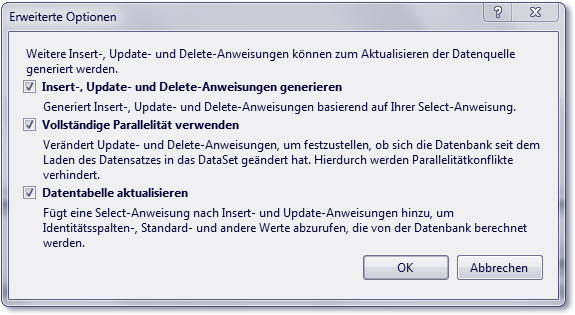 Erweiterte Optionen
Weitere Insert-, Update- und Delete-Anweisungen können zum Aktualisieren der Datenquelle
generiert werden.
Insert-, Update- und Delete-Anweisungen generieren
Generiert Insert-, Update- und Delete-Anweisungen basierend auf Ihrer Select-Anweisung.
Vollständige Parallelität verwenden
Verändert Update- und Delete-Anweisungen, um festzustellen, ob sich die Datenbank seit dem
Laden des Datensatzes in das DataSet geändert hat. Hierdurch werden Parallelitätkonflikte
verhindert.
Datentabelle aktualisieren
Fügt eine Select-Anweisung nach Insert- und Update-Anweisungen hinzu, um
Identitätsspalten-, Standard- und andere Werte abzurufen, die von der Datenbank berechnet
werden.
OK Abbrechen